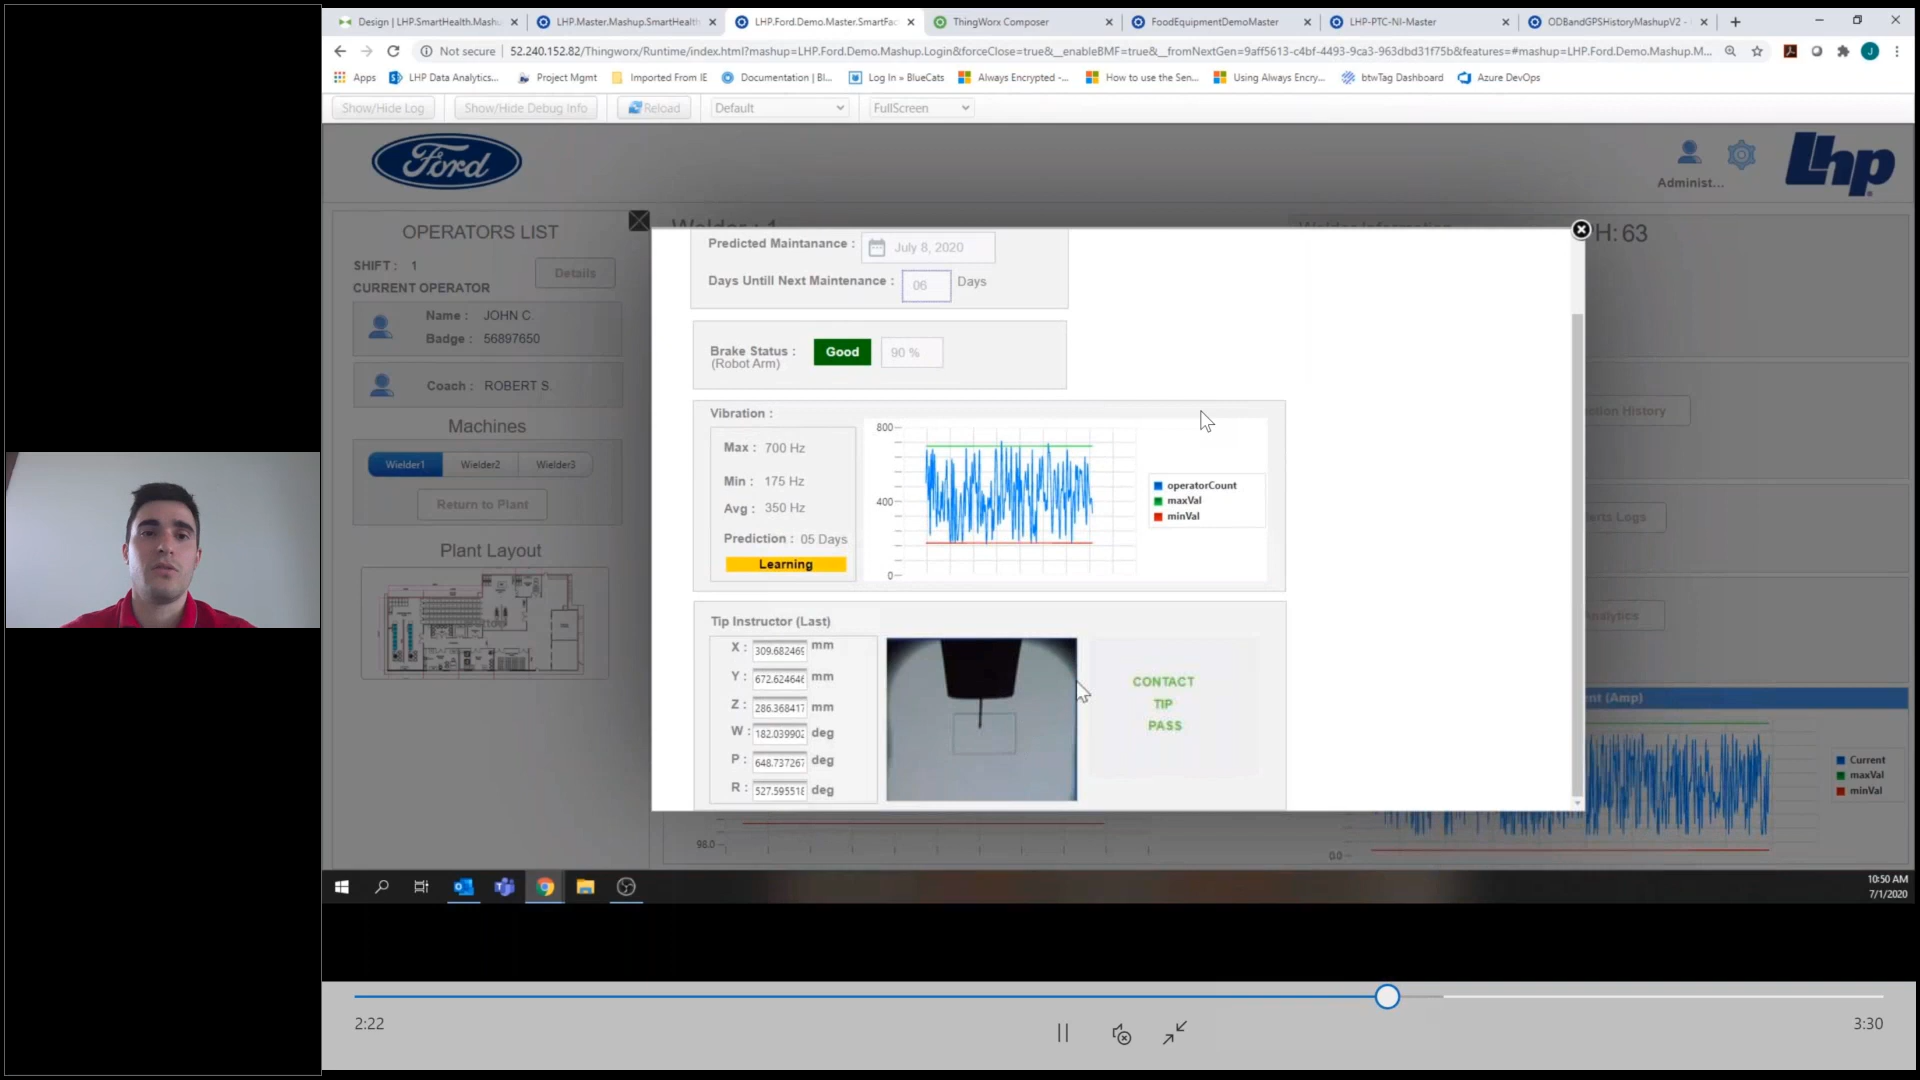 Design | LHP.SmartHealth.Mash
LHP.Master.Mashup.SmartHealth
LHP.Ford.Demo.Master.SmartFac
ThingWorx Composer
FoodEquipmentDemoMaster
LHP-PTC-NI-Master
ODBandGPSHistoryMashupV2 -
Not secure
52.240.152.82/Thingworx/Runtime/index.html?mashup=LHP.Ford.Demo.Mashup.Login&forceClose=true&__enableBMF=true&__fromNextGen=9aff5613-c4bf-4493-9ca3-963dbd31f75b&features=#mashup=LHP.Ford.Demo.Mashup.M...
J
Apps
LHP Data Analytics...
Project Mgmt
Imported From IE
Documentation | Bl...
Log In » BlueCats
Always Encrypted -...
How to use the Sen...
Using Always Encry...
btwTag Dashboard
Azure DevOps
Show/Hide Log
Show/Hide Debug Info
Reload
Default
FullScreen
Ford
Administ...
Lhp
OPERATORS LIST
SHIFT : 1
Details
CURRENT OPERATOR
Name : JOHN C.
Badge : 56897650
Coach : ROBERT S.
Machines
Wielder1
Wielder2
Wielder3
Return to Plant
Plant Layout
H: 63
Predicted Maintanance :
July 8, 2020
Days Untill Next Maintenance :
06
Days
Brake Status :
(Robot Arm)
Good
90 %
Vibration :
Max : 700 Hz
Min : 175 Hz
Avg : 350 Hz
Prediction : 05 Days
Learning
800
400
0
operatorCount
maxVal
minVal
Tip Instructor (Last)
X : 309.682469 mm
Y : 672.624646 mm
Z : 286.368417 mm
W : 182.039902 deg
P : 648.737267 deg
R : 527.595518 deg
CONTACT
TIP
PASS
ction History
erts Logs
nalytics
nt (Amp)
Current
maxVal
minVal
98.0
0.0
10:50 AM
7/1/2020
2:22
3:30